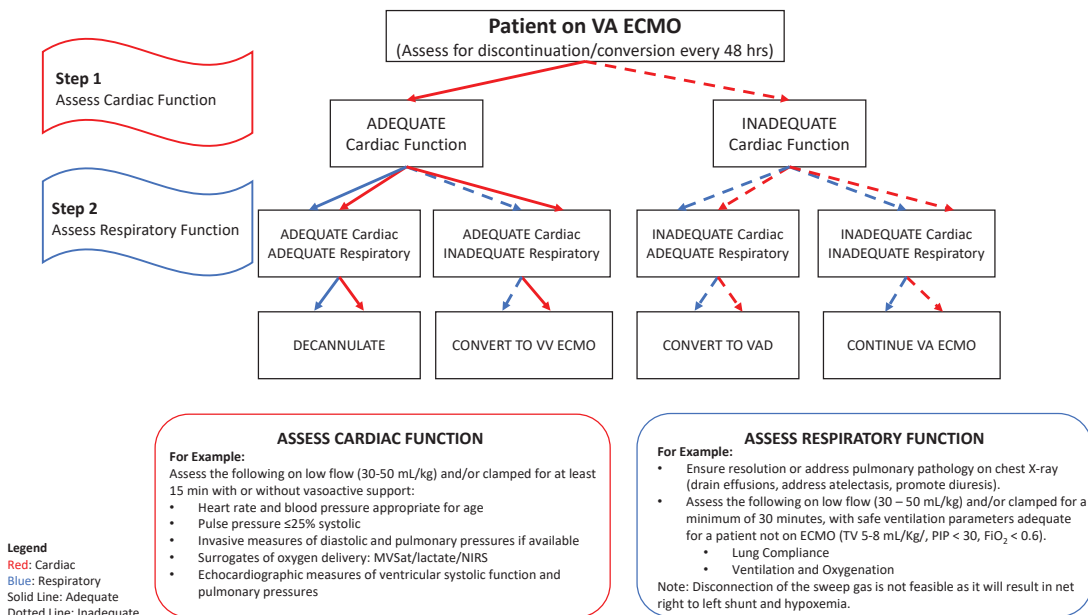 Patient on VA ECMO
(Assess for discontinuation/conversion every 48 hrs)
Step 1
Assess Cardiac Function
ADEQUATE
Cardiac Function
INADEQUATE
Cardiac Function
Step 2
Assess Respiratory Function
ADEQUATE Cardiac
ADEQUATE Respiratory
ADEQUATE Cardiac
INADEQUATE Respiratory
INADEQUATE Cardiac
ADEQUATE Respiratory
INADEQUATE Cardiac
INADEQUATE Respiratory
DECANNULATE
CONVERT TO VV ECMO
CONVERT TO VAD
CONTINUE VA ECMO
ASSESS CARDIAC FUNCTION
For Example:
Assess the following on low flow (30-50 mL/kg) and/or clamped for at least
15 min with or without vasoactive support:
• Heart rate and blood pressure appropriate for age
• Pulse pressure ≤25% systolic
• Invasive measures of diastolic and pulmonary pressures if available
• Surrogates of oxygen delivery: MVSat/lactate/NIRS
• Echocardiographic measures of ventricular systolic function and
pulmonary pressures
ASSESS RESPIRATORY FUNCTION
For Example:
• Ensure resolution or address pulmonary pathology on chest X-ray
(drain effusions, address atelectasis, promote diuresis).
• Assess the following on low flow (30 – 50 mL/kg) and/or clamped for a
minimum of 30 minutes, with safe ventilation parameters adequate
for a patient not on ECMO (TV 5-8 mL/Kg/, PIP < 30, FiO₂ < 0.6).
• Lung Compliance
• Ventilation and Oxygenation
Note: Disconnection of the sweep gas is not feasible as it will result in net
right to left shunt and hypoxemia.
Legend
Red: Cardiac
Blue: Respiratory
Solid Line: Adequate
Dotted Line: Inadequate